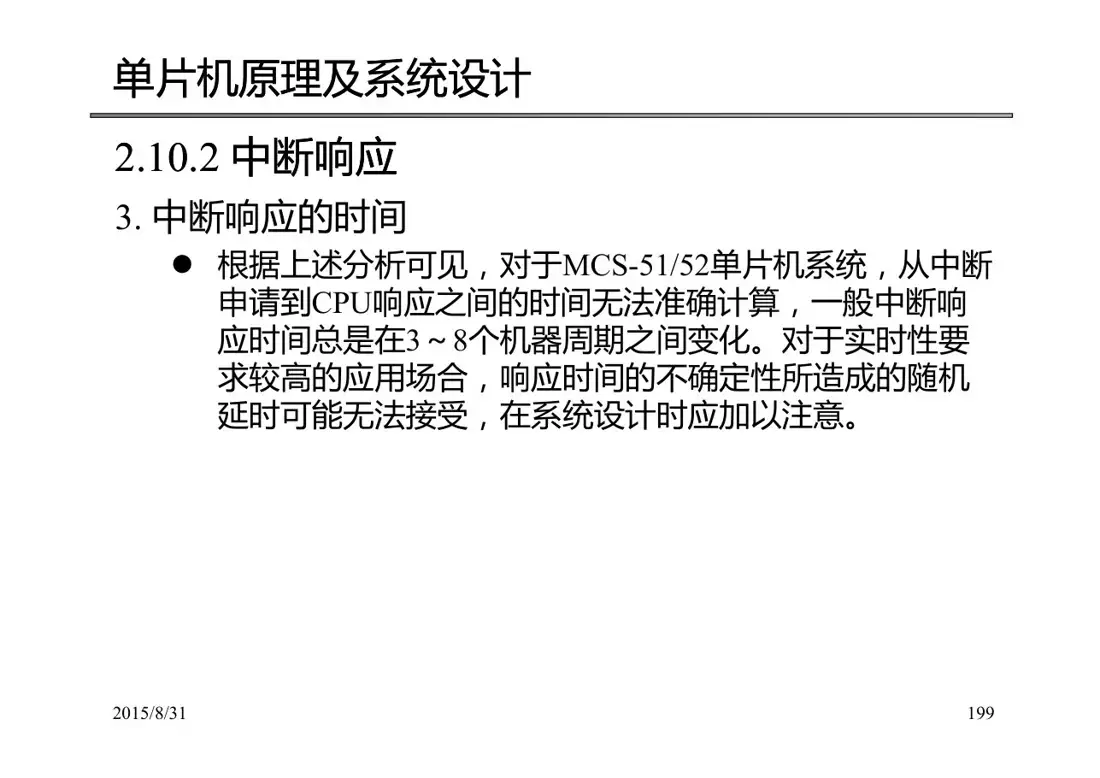 单片机原理及系统设计
2.10.2 中断响应
3. 中断响应的时间
● 根据上述分析可见，对于MCS-51/52单片机系统，从中断
申请到CPU响应之间的时间无法准确计算，一般中断响
应时间总是在3～8个机器周期之间变化。对于实时性要
求较高的应用场合，响应时间的不确定性所造成的随机
延时可能无法接受，在系统设计时应加以注意。
2015/8/31
199